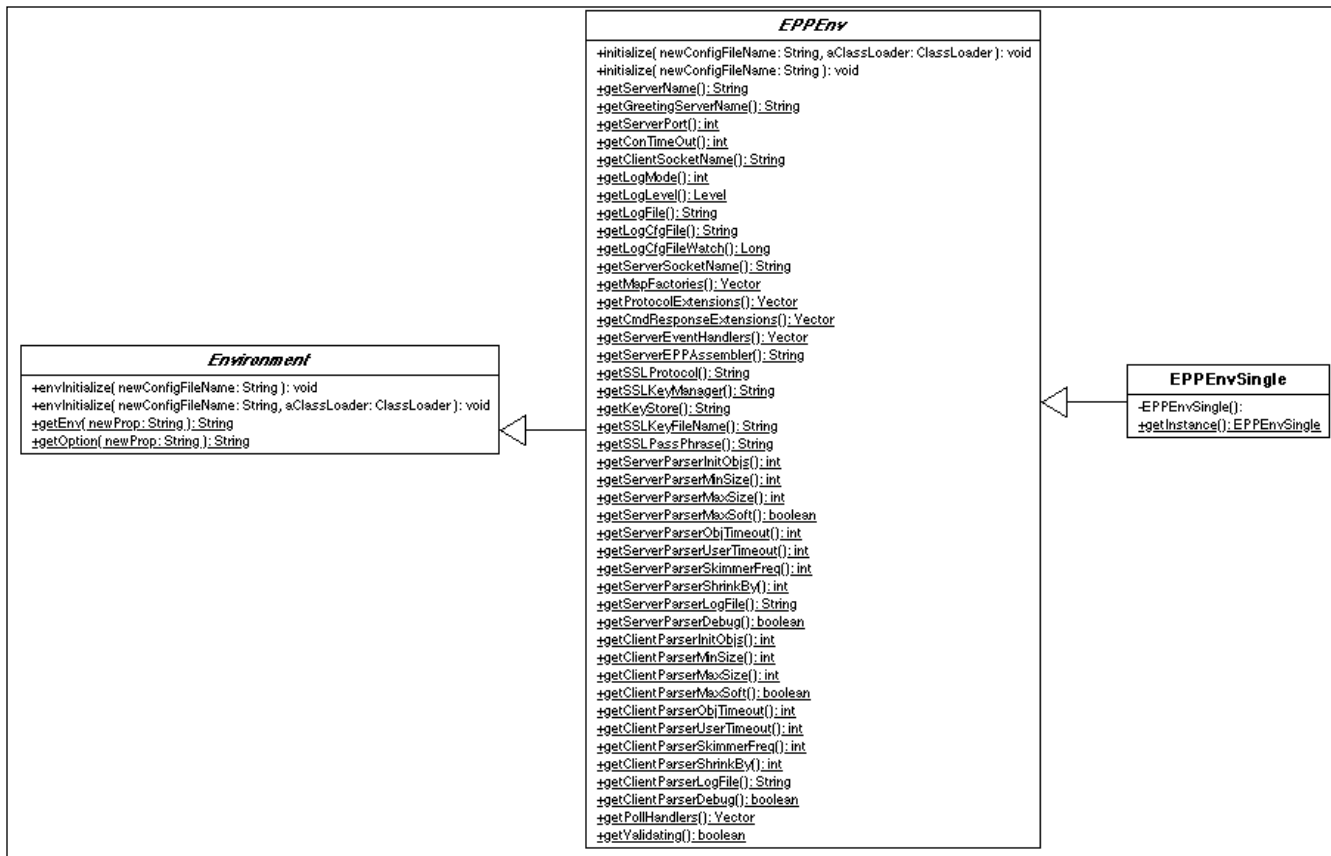 EPPEnv
+initialize( newConfigFileName: String, aClassLoader: ClassLoader ): void
+initialize( newConfigFileName: String ): void
+getServerName(): String
+getGreetingServerName(): String
+getServerPort(): int
+getConTimeOut(): int
+getClientSocketName(): String
+getLogMode(): int
+getLogLevel(): Level
+getLogFile(): String
+getLogCfgFile(): String
+getLogCfgFileWatch(): Long
+getServerSocketName(): String
+getMapFactories(): Vector
+getProtocolExtensions(): Vector
+getCmdResponseExtensions(): Vector
+getServerEventHandlers(): Vector
+getServerEPPAssembler(): String
+getSSLProtocol(): String
+getSSLKeyManager(): String
+getKeyStore(): String
+getSSLKeyFileName(): String
+getSSLPassPhrase(): String
+getServerParserInitObjs(): int
+getServerParserMinSize(): int
+getServerParserMaxSize(): int
+getServerParserMaxSoft(): boolean
+getServerParserObjTimeout(): int
+getServerParserUserTimeout(): int
+getServerParserSkimmerFreq(): int
+getServerParserShrinkBy(): int
+getServerParserLogFile(): String
+getServerParserDebug(): boolean
+getClientParserInitObjs(): int
+getClientParserMinSize(): int
+getClientParserMaxSize(): int
+getClientParserMaxSoft(): boolean
+getClientParserObjTimeout(): int
+getClientParserUserTimeout(): int
+getClientParserSkimmerFreq(): int
+getClientParserShrinkBy(): int
+getClientParserLogFile(): String
+getClientParserDebug(): boolean
+getPollHandlers(): Vector
+getValidating(): boolean
Environment
+envInitialize( newConfigFileName: String ): void
+envInitialize( newConfigFileName: String, aClassLoader: ClassLoader ): void
+getEnv( newProp: String ): String
+getOption( newProp: String ): String
EPPEnvSingle
-EPPEnvSingle():
+getInstance(): EPPEnvSingle